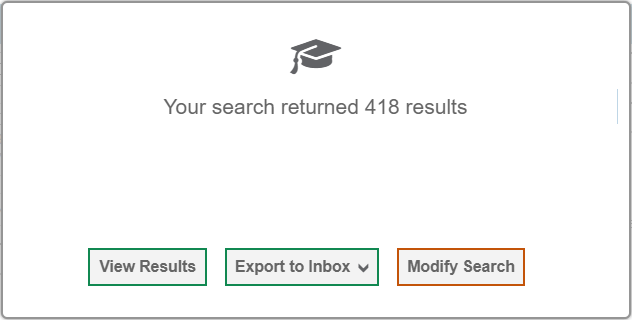 Your search returned 418 results
View Results
Export to Inbox
Modify Search